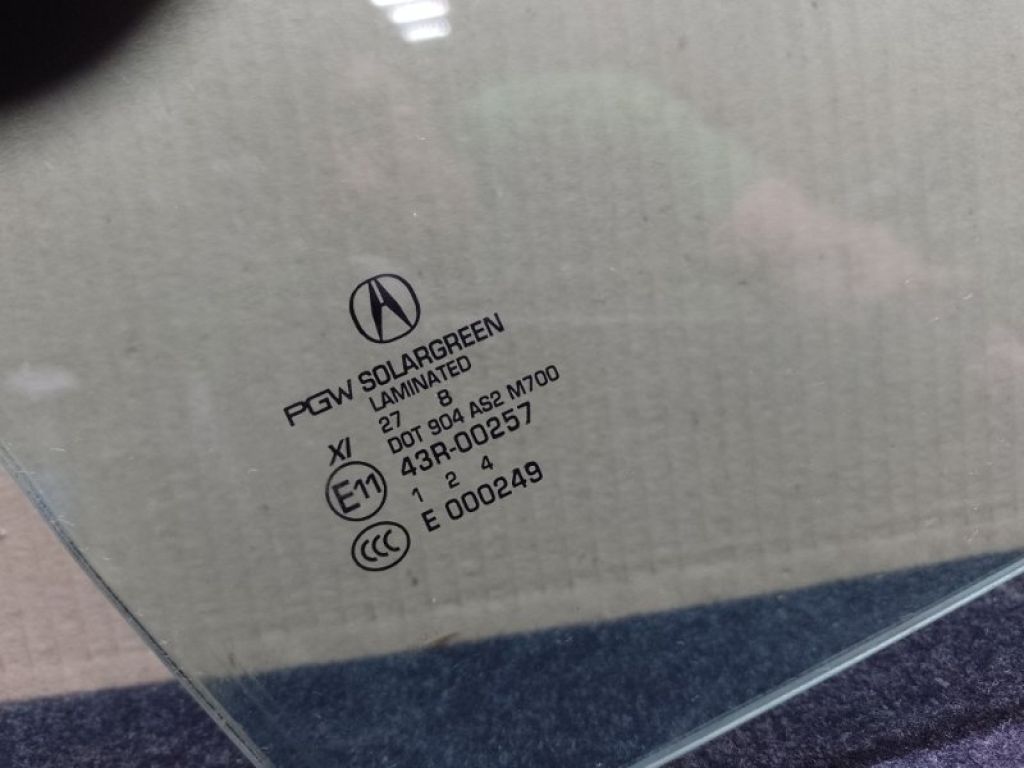 PGW SOLARGREEN
LAMINATED
27 8
XI DOT 904 AS2 M700
E11 43R-00257
1 2 4
CCC E 000249